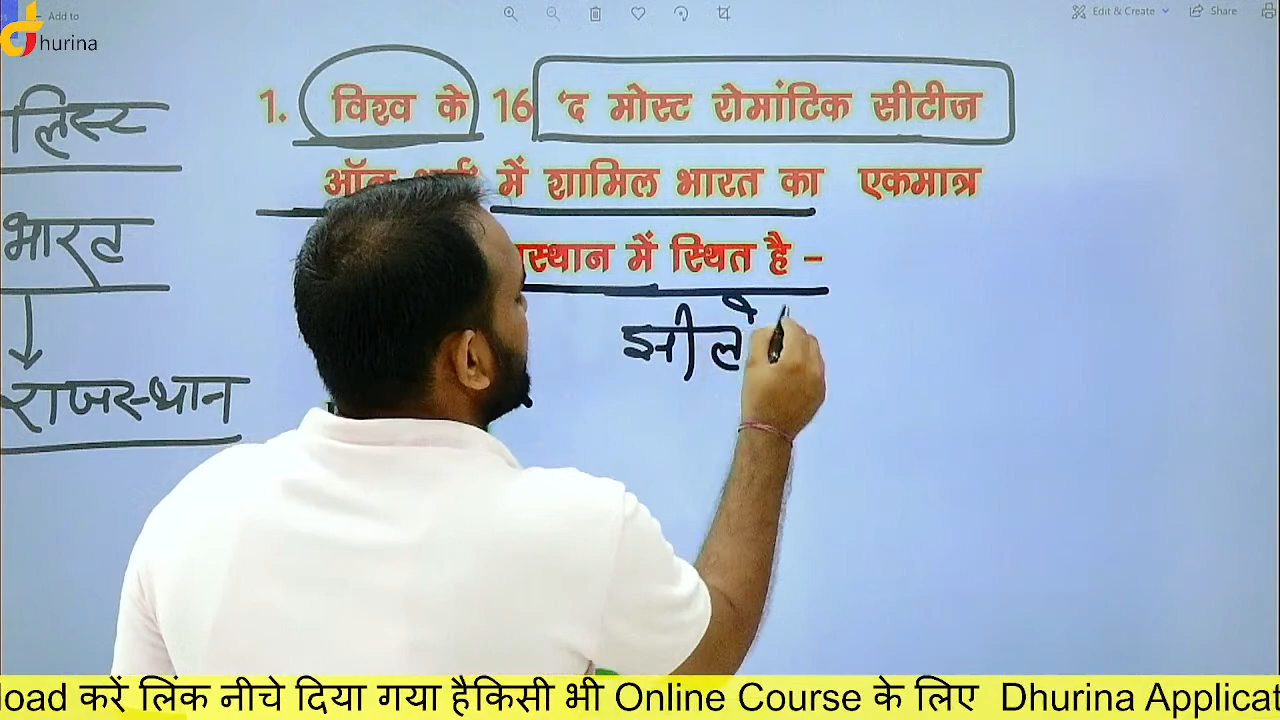 Add to
Edit & Create
Share
hurina
लिस्ट
भारत
राजस्थान
1. विश्व के 16 'द मोस्ट रोमांटिक सीटीज
में शामिल भारत का एकमात्र
में स्थित है –
झीलें
load करें लिंक नीचे दिया गया हैकिसी भी Online Course के लिए Dhurina Applicat